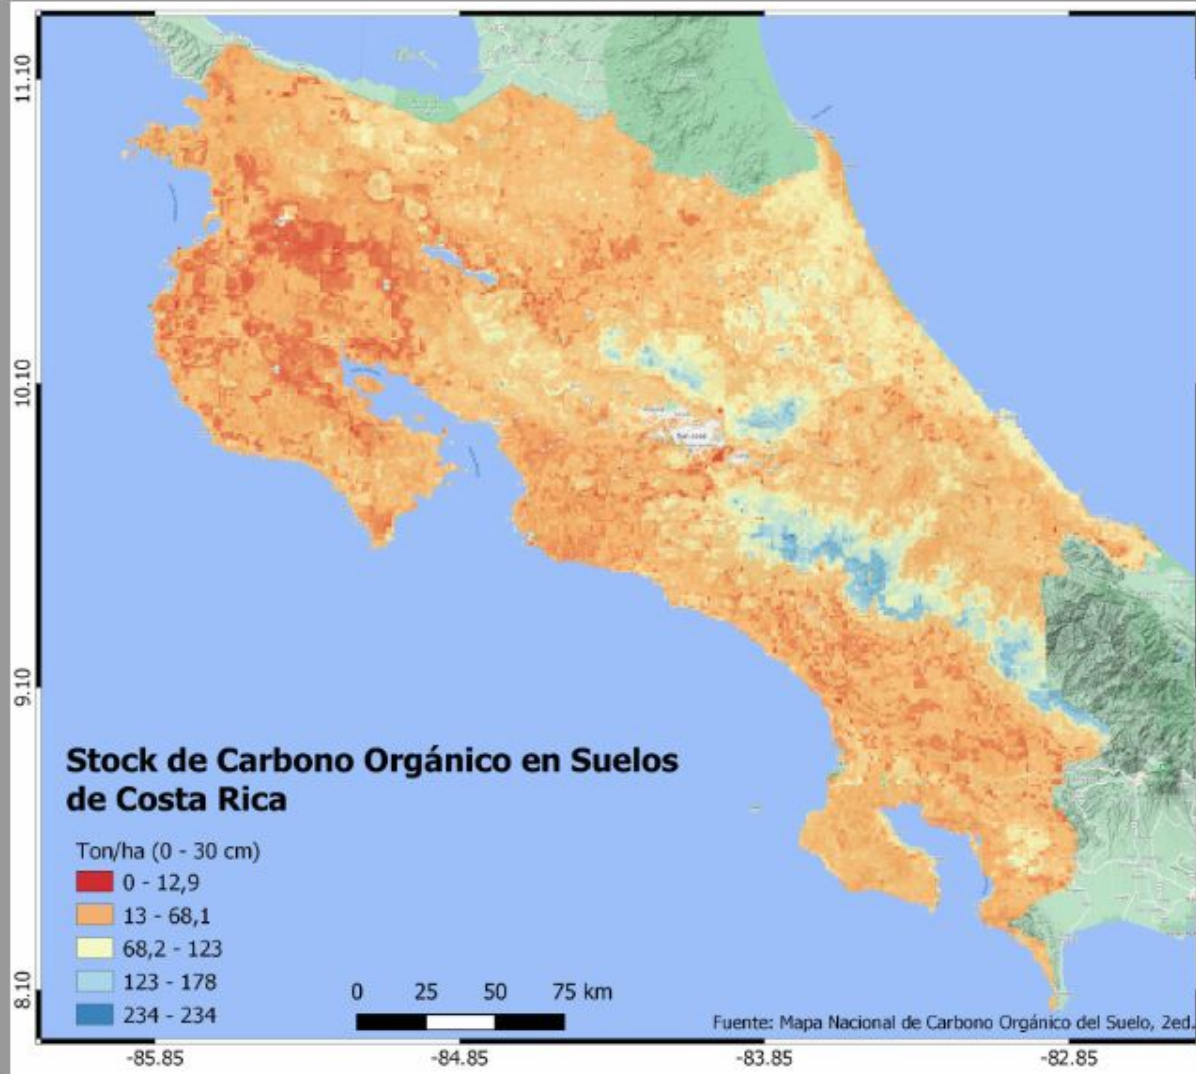 11.10
10.10
9.10
8.10
San José
Stock de Carbono Orgánico en Suelos
de Costa Rica
Ton/ha (0 - 30 cm)
0 - 12,9
13 - 68,1
68,2 - 123
123 - 178
234 - 234
0 25 50 75 km
Fuente: Mapa Nacional de Carbono Orgánico del Suelo, 2ed.
-85.85 -84.85 -83.85 -82.85